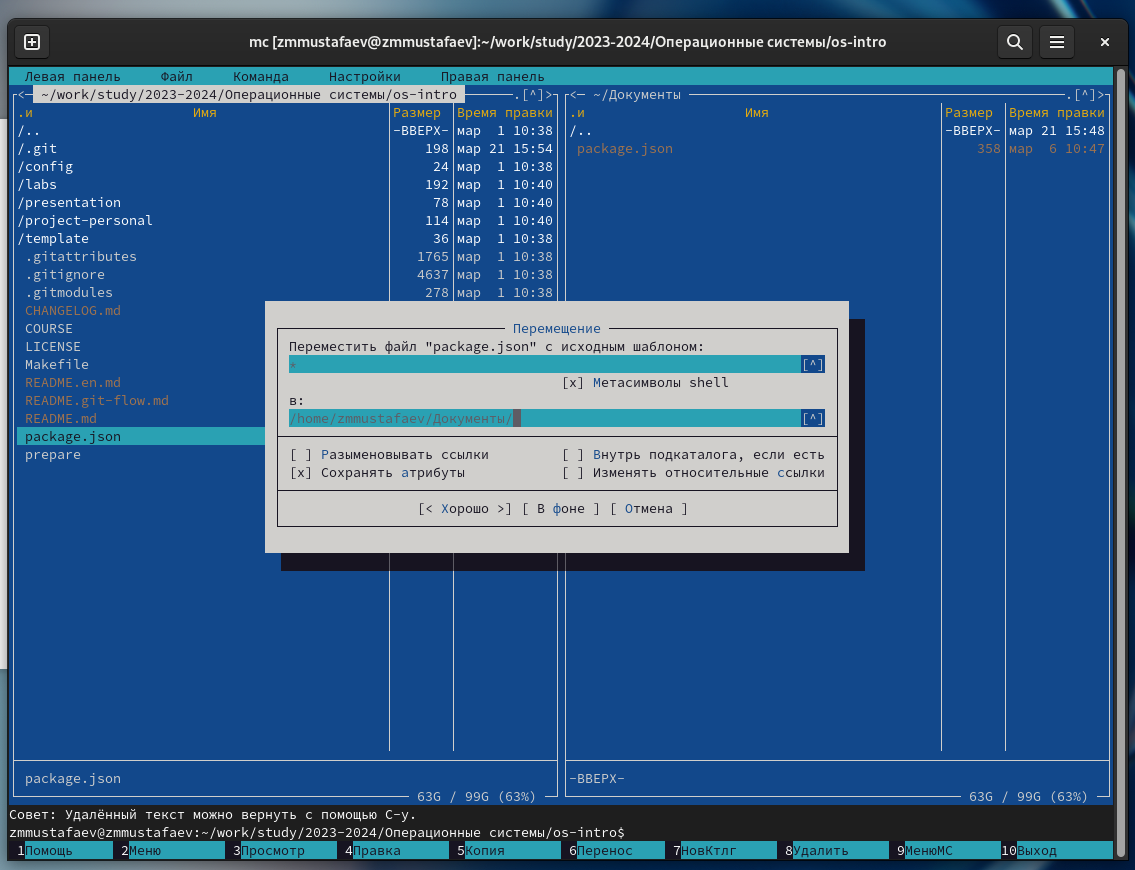 mc [zmmustafaev@zmmustafaev]:~/work/study/2023-2024/Операционные системы/os-intro
Левая панель Файл Команда Настройки Правая панель
<─ ~/work/study/2023-2024/Операционные системы/os-intro ─.[^]> <─ ~/Документы ─.[^]>
.и Имя Размер Время правки .и Имя Размер Время правки
/.. -ВВЕРХ- мар 1 10:38 /.. -ВВЕРХ- мар 21 15:48
/.git 198 мар 21 15:54 package.json 358 мар 6 10:47
/config 24 мар 1 10:38
/labs 192 мар 1 10:40
/presentation 78 мар 1 10:40
/project-personal 114 мар 1 10:40
/template 36 мар 1 10:38
.gitattributes 1765 мар 1 10:38
.gitignore 4637 мар 1 10:38
.gitmodules 278 мар 1 10:38
CHANGELOG.md
COURSE
LICENSE
Makefile
README.en.md
README.git-flow.md
README.md
package.json
prepare
Перемещение
Переместить файл "package.json" с исходным шаблоном:
* [^]
[x] Метасимволы shell
в:
/home/zmmustafaev/Документы/ [^]
[ ] Разыменовывать ссылки [ ] Внутрь подкаталога, если есть
[x] Сохранять атрибуты [ ] Изменять относительные ссылки
[< Хорошо >] [ В фоне ] [ Отмена ]
package.json -ВВЕРХ-
63G / 99G (63%) 63G / 99G (63%)
Совет: Удалённый текст можно вернуть с помощью C-y.
zmmustafaev@zmmustafaev:~/work/study/2023-2024/Операционные системы/os-intro$
1Помощь 2Меню 3Просмотр 4Правка 5Копия 6Перенос 7НовКтлг 8Удалить 9МенюMC 10Выход